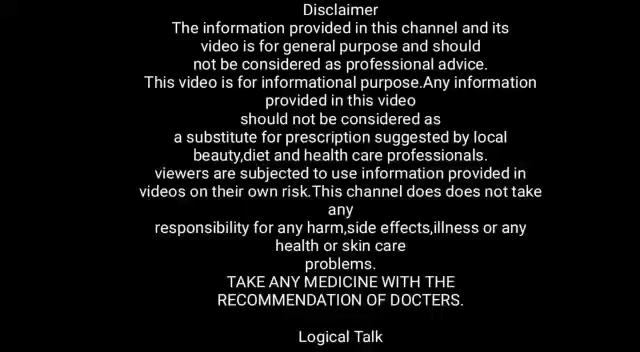 Disclaimer
The information provided in this channel and its
video is for general purpose and should
not be considered as professional advice.
This video is for informational purpose.Any information
provided in this video
should not be considered as
a substitute for prescription suggested by local
beauty,diet and health care professionals.
viewers are subjected to use information provided in
videos on their own risk.This channel does does not take
any
responsibility for any harm,side effects,illness or any
health or skin care
problems.
TAKE ANY MEDICINE WITH THE
RECOMMENDATION OF DOCTERS.
Logical Talk